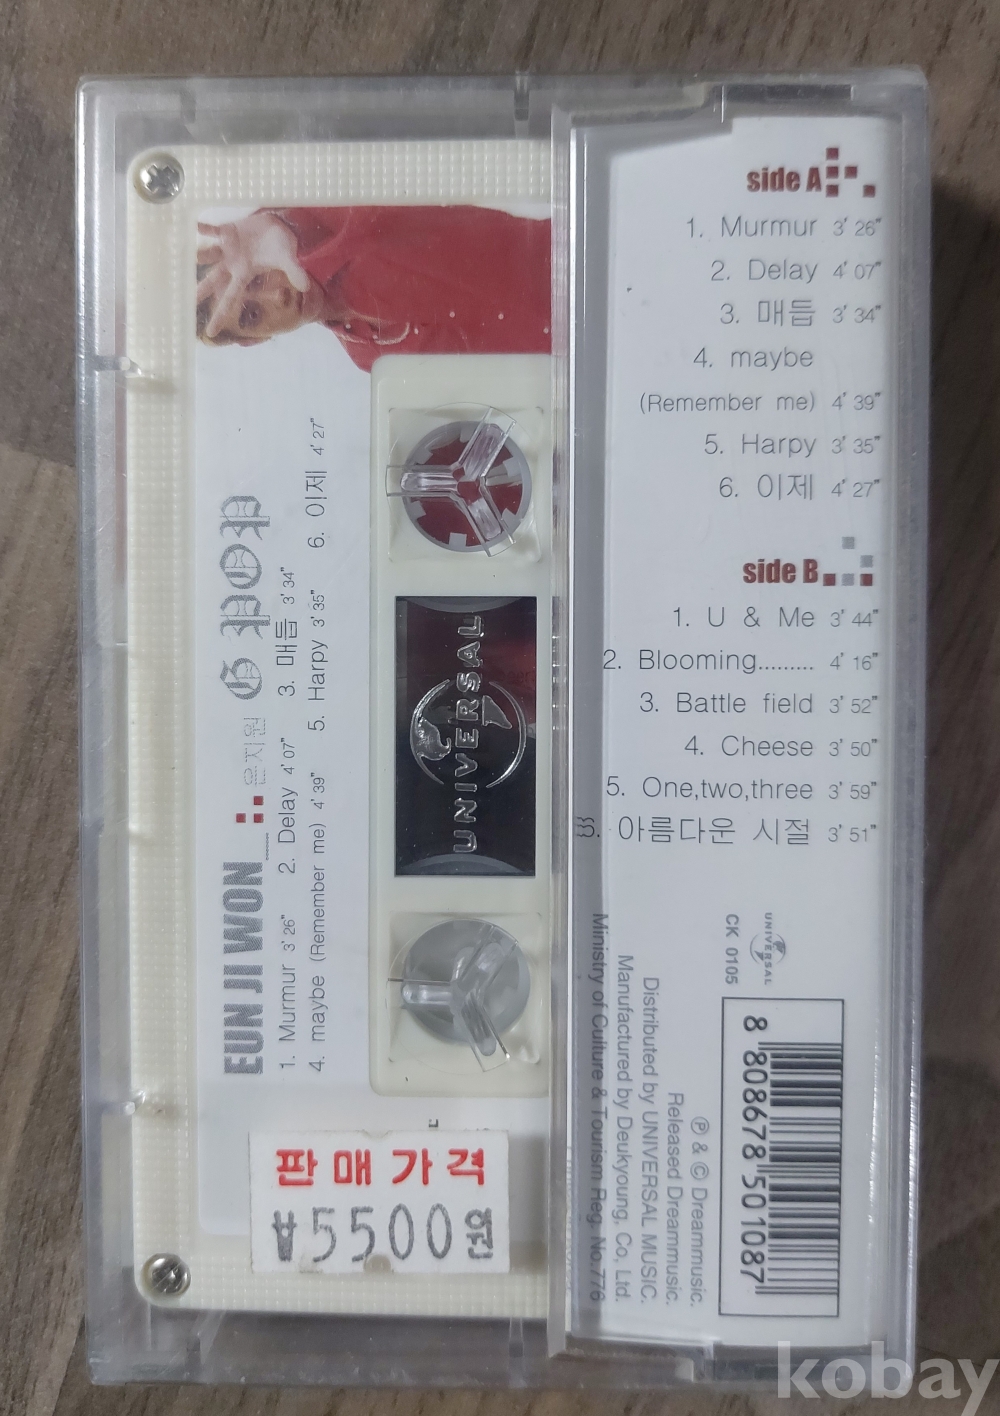 side A
1. Murmur 3' 26"
2. Delay 4' 07"
3. 매듭 3' 34"
4. maybe
(Remember me) 4' 39"
5. Harpy 3' 35"
6. 이제 4' 27"
side B
1. U & Me 3' 44"
2. Blooming......... 4' 16"
3. Battle field 3' 52"
4. Cheese 3' 50"
5. One,two,three 3' 59"
6. 아름다운 시절 3' 51"
UNIVERSAL
CK 0105
8 808678 501087
Ⓟ & © Dreammusic.
Released Dreammusic.
Distributed by UNIVERSAL MUSIC.
Manufactured by Deukyoung. Co, Ltd.
Ministry of Culture & Tourism Reg. No.776
EUN JI WON 은지원
1. Murmur 3' 26" 2. Delay 4' 07" 3. 매듭 3' 34"
4. maybe (Remember me) 4' 39" 5. Harpy 3' 35" 6. 이제 4' 27"
UNIVERSAL
판매가격
₩5500원
kobay